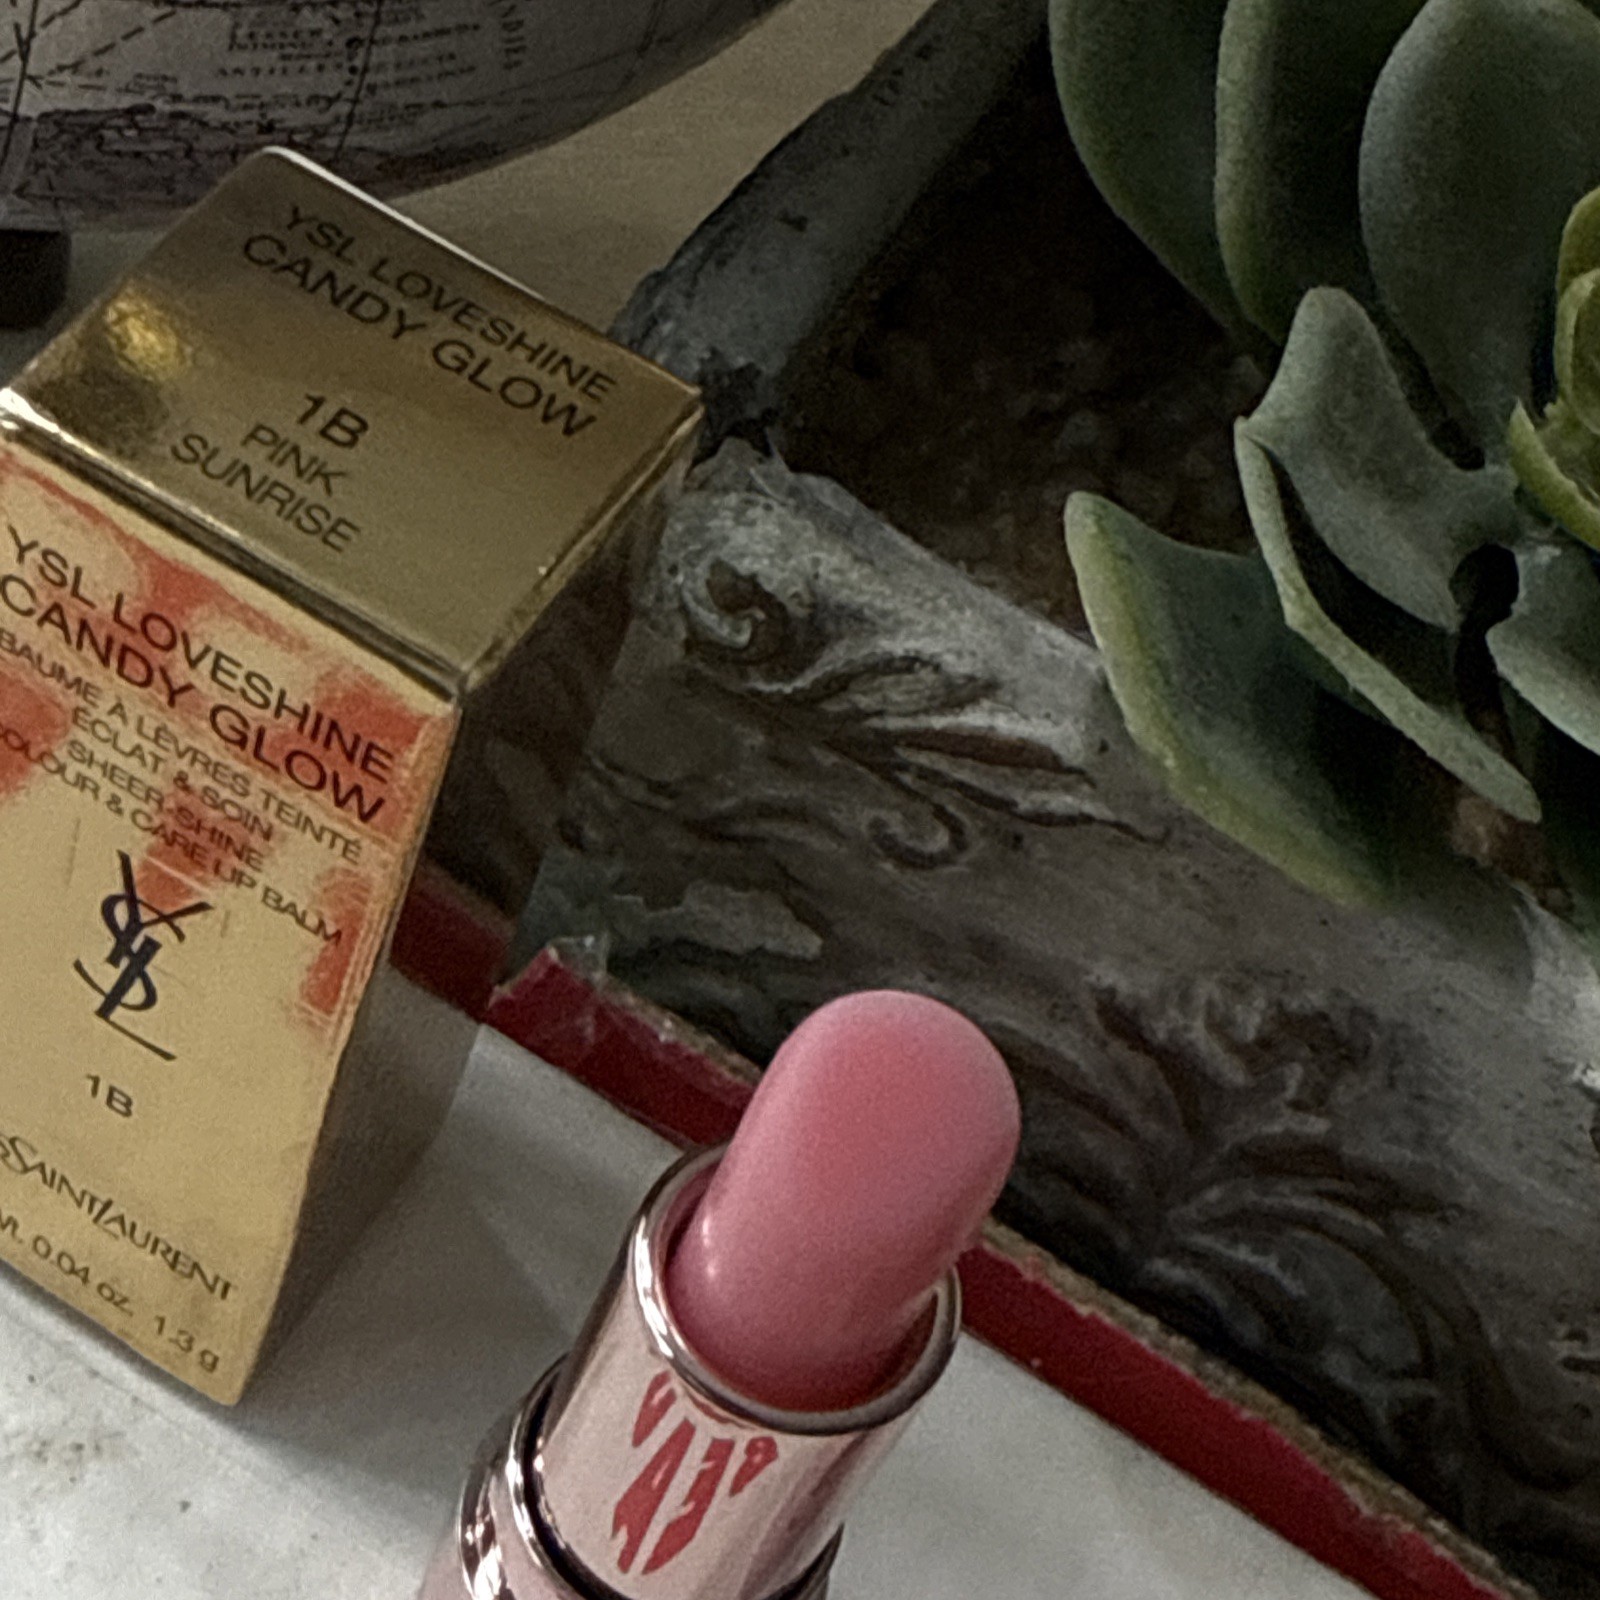 YSL LOVESHINE
CANDY GLOW
1B
PINK
SUNRISE
YSL LOVESHINE
CANDY GLOW
BAUME À LÈVRES TEINTÉ
ÉCLAT & SOIN
SHEER-SHINE
COLOUR & CARE LIP BALM
YSL
1B
SAINT LAURENT
0.04 oz. 1.3 g